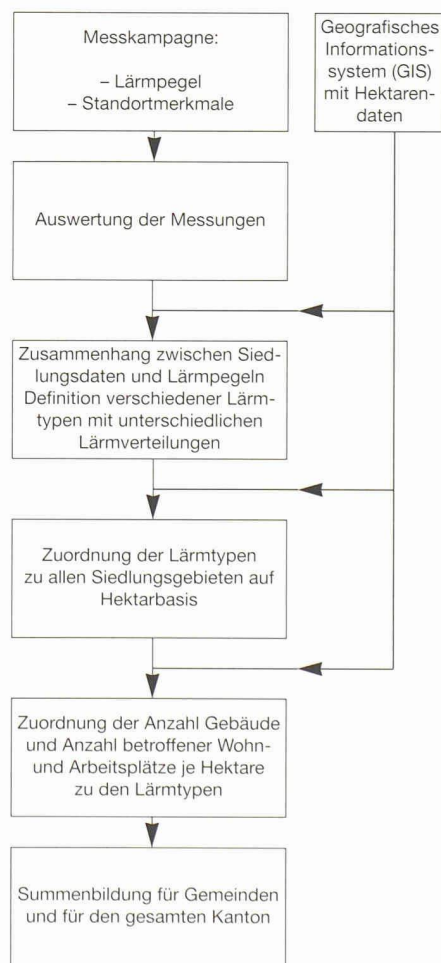 Messkampagne:
– Lärmpegel
– Standortmerkmale
Geografisches
Informations-
system (GIS)
mit Hektaren-
daten
Auswertung der Messungen
Zusammenhang zwischen Sied-
lungsdaten und Lärmpegeln
Definition verschiedener Lärm-
typen mit unterschiedlichen
Lärmverteilungen
Zuordnung der Lärmtypen
zu allen Siedlungsgebieten auf
Hektarbasis
Zuordnung der Anzahl Gebäude
und Anzahl betroffener Wohn-
und Arbeitsplätze je Hektare
zu den Lärmtypen
Summenbildung für Gemeinden
und für den gesamten Kanton